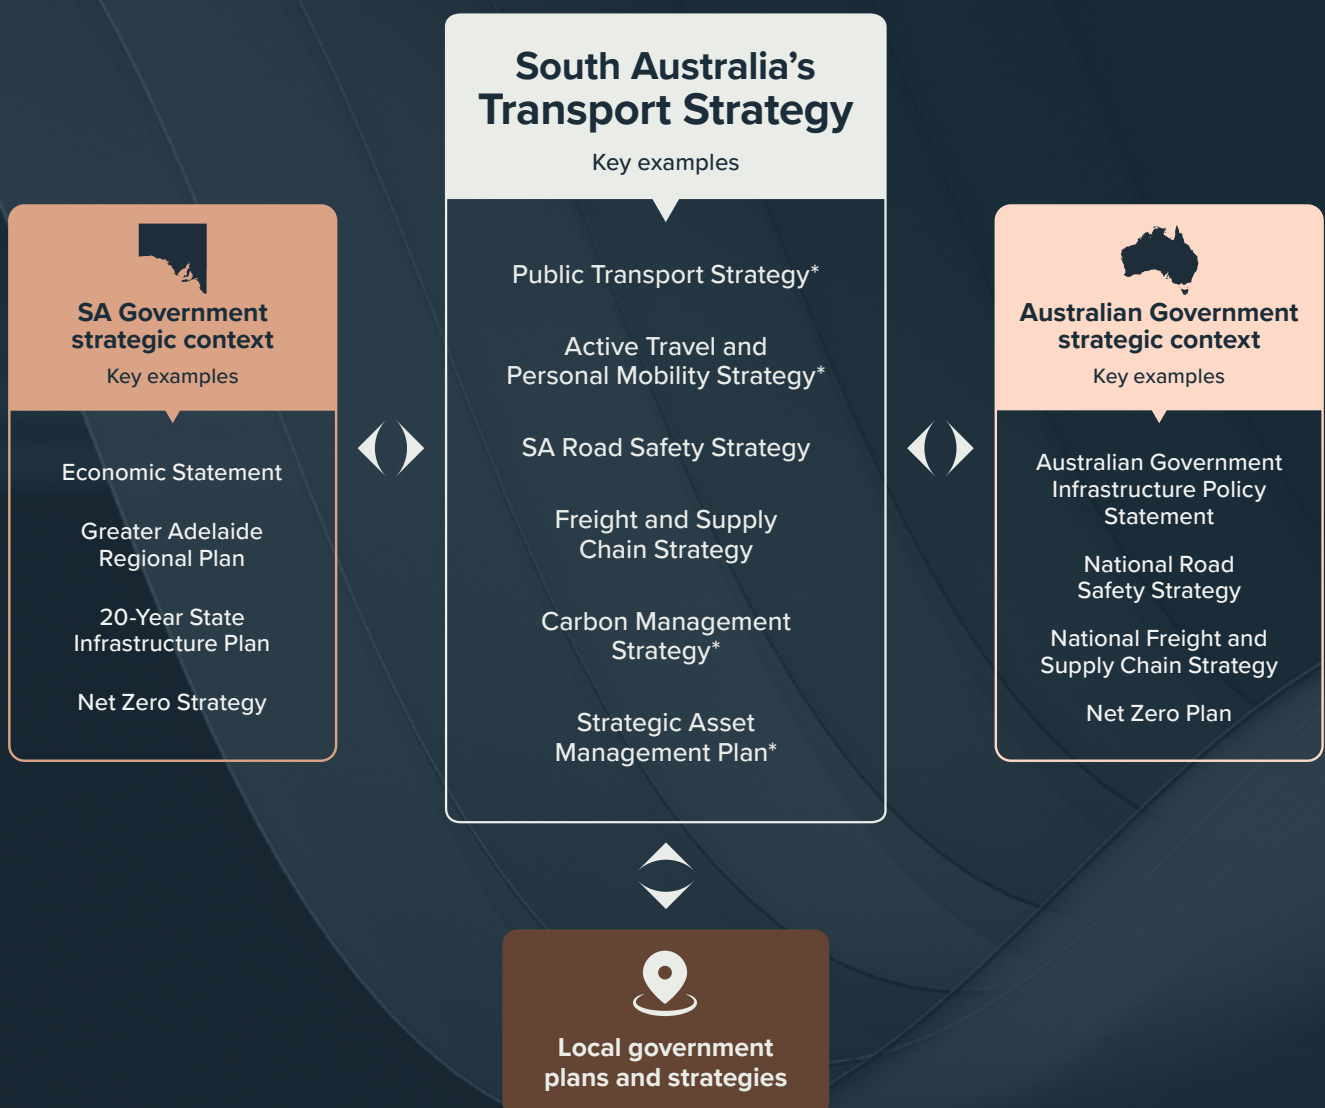 South Australia’s
Transport Strategy
Key examples
Public Transport Strategy*
Active Travel and
Personal Mobility Strategy*
SA Road Safety Strategy
Freight and Supply
Chain Strategy
Carbon Management
Strategy*
Strategic Asset
Management Plan*
SA Government
strategic context
Key examples
Economic Statement
Greater Adelaide
Regional Plan
20-Year State
Infrastructure Plan
Net Zero Strategy
Australian Government
strategic context
Key examples
Australian Government
Infrastructure Policy
Statement
National Road
Safety Strategy
National Freight and
Supply Chain Strategy
Net Zero Plan
Local government
plans and strategies